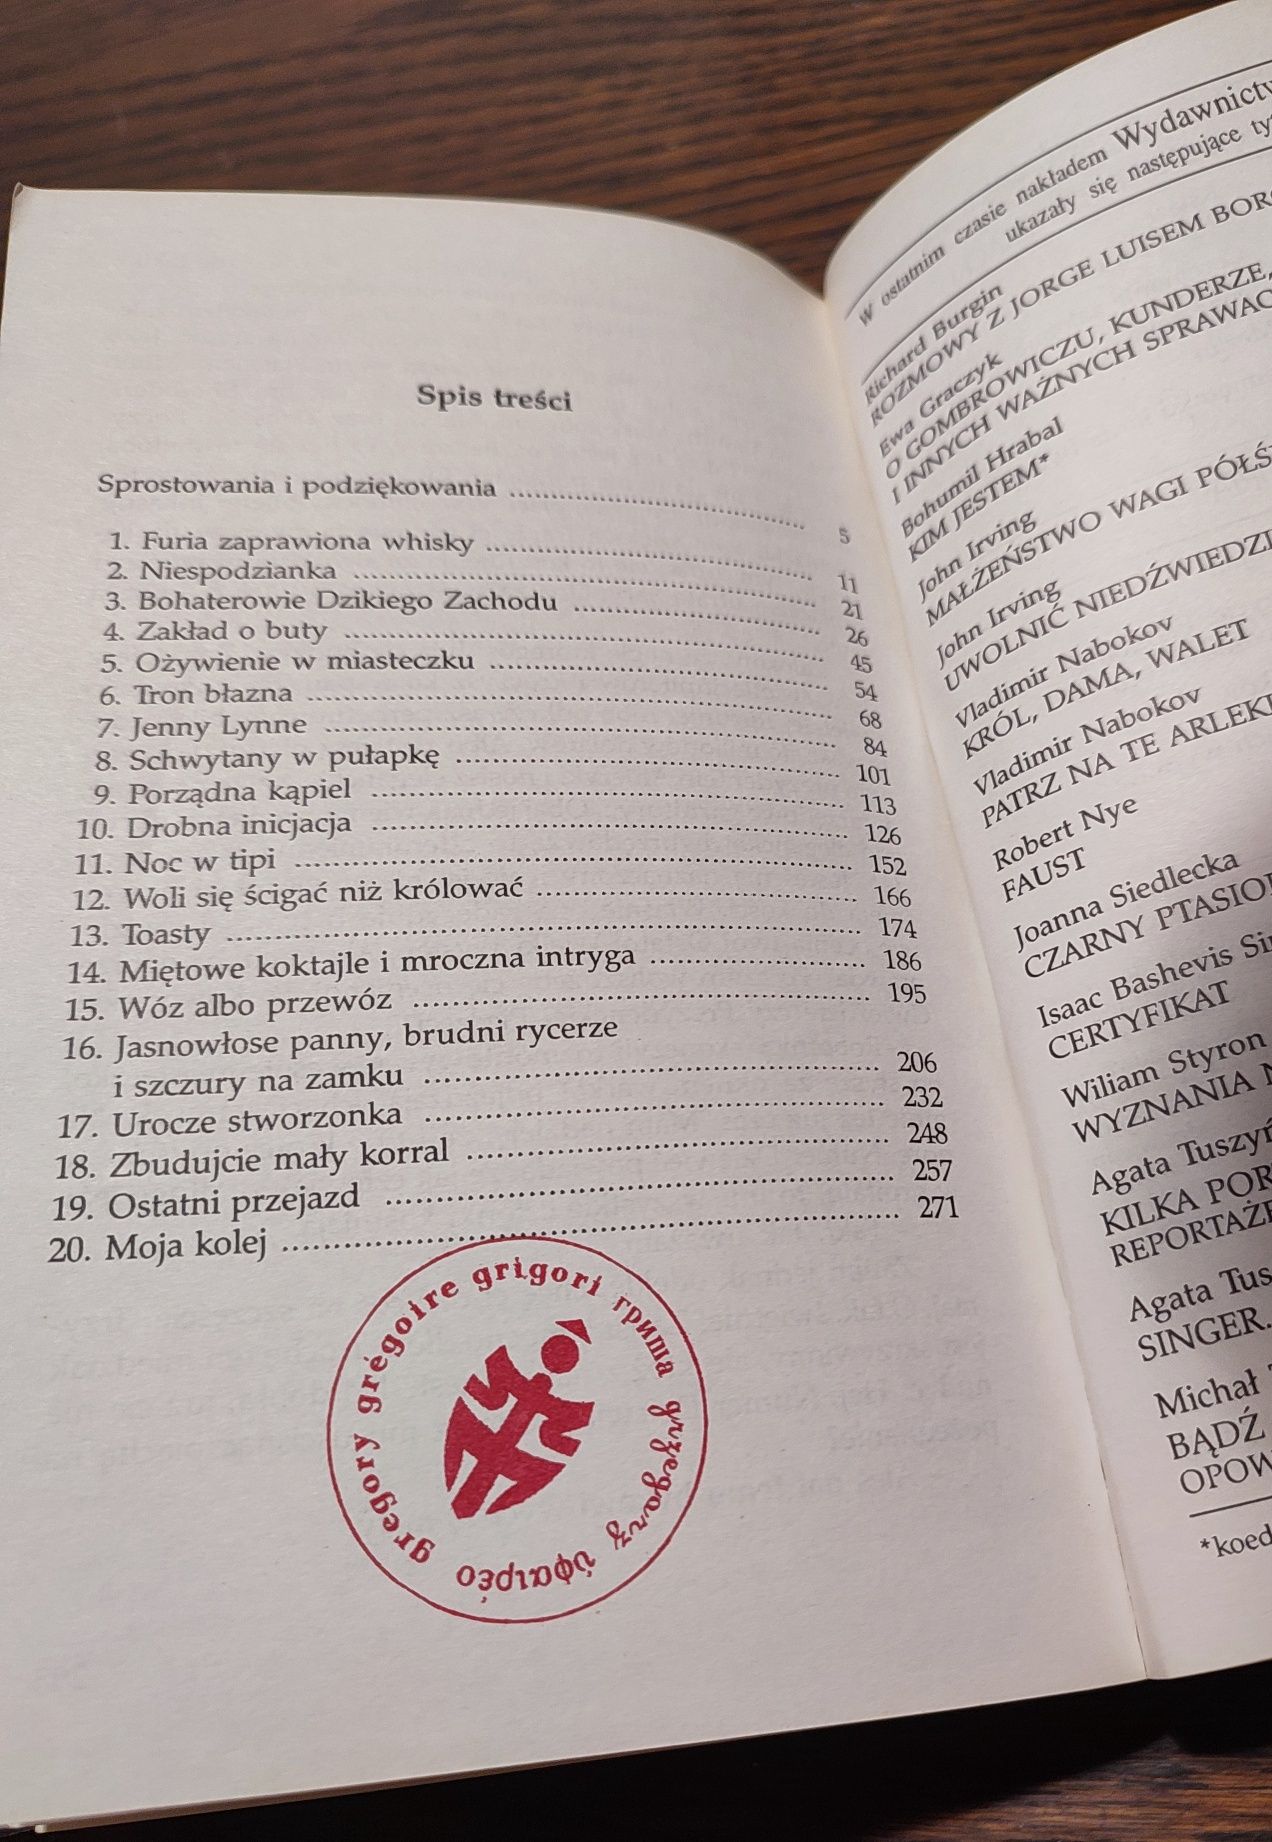 Spis treści
Sprostowania i podziękowania ........ 5
1. Furia zaprawiona whisky ........ 11
2. Niespodzianka ........ 21
3. Bohaterowie Dzikiego Zachodu ........ 26
4. Zakład o buty ........ 45
5. Ożywienie w miasteczku ........ 54
6. Tron błazna ........ 68
7. Jenny Lynne ........ 84
8. Schwytany w pułapkę ........ 101
9. Porządna kąpiel ........ 113
10. Drobna inicjacja ........ 126
11. Noc w tipi ........ 152
12. Woli się ścigać niż królować ........ 166
13. Toasty ........ 174
14. Miętowe koktajle i mroczna intryga ........ 186
15. Wóz albo przewóz ........ 195
16. Jasnowłose panny, brudni rycerze
i szczury na zamku ........ 206
17. Urocze stworzonka ........ 232
18. Zbudujcie mały korral ........ 248
19. Ostatni przejazd ........ 257
20. Moja kolej ........ 271
gregory grégoire grigori гриша grzegorz
W ostatnim czasie nakładem Wydawnictw
ukazały się następujące tyt
Richard Burgin
ROZMOWY Z JORGE LUISEM BORG
Ewa Graczyk
O GOMBROWICZU, KUNDERZE,
I INNYCH WAŻNYCH SPRAWAC
Bohumil Hrabal
KIM JESTEM*
John Irving
MAŁŻEŃSTWO WAGI PÓŁŚ
John Irving
UWOLNIĆ NIEDŹWIEDZI
Vladimir Nabokov
KRÓL, DAMA, WALET
Vladimir Nabokov
PATRZ NA TE ARLEKI
Robert Nye
FAUST
Joanna Siedlecka
CZARNY PTASIO
Isaac Bashevis Sin
CERTYFIKAT
Wiliam Styron
WYZNANIA N
Agata Tuszyń
KILKA POR
REPORTAŻE
Agata Tus
SINGER.
Michał
BĄDŹ
OPOW
*koed